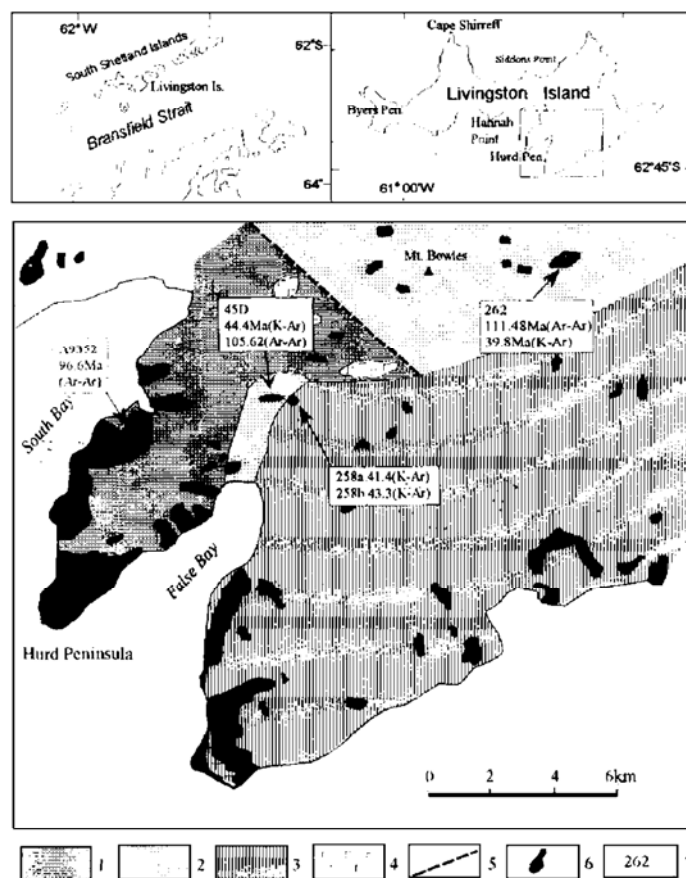 62°W
62°S
South Shetland Islands
Livingston Is.
Bransfield Strait
64°
Cape Shirreff
Siddons Point
Livingston Island
Byers Pen.
Hannah
Point
Hurd Pen.
61°00'W
62°45'S
Mt. Bowles
45D
44.4Ma(K-Ar)
105.62(Ar-Ar)
262
111.48Ma(Ar-Ar)
39.8Ma(K-Ar)
96.6Ma
(Ar-Ar)
South Bay
258a 41.4(K-Ar)
258b 43.3(K-Ar)
False Bay
Hurd Peninsula
0 2 4 6km
1 2 3 4 5 6 262